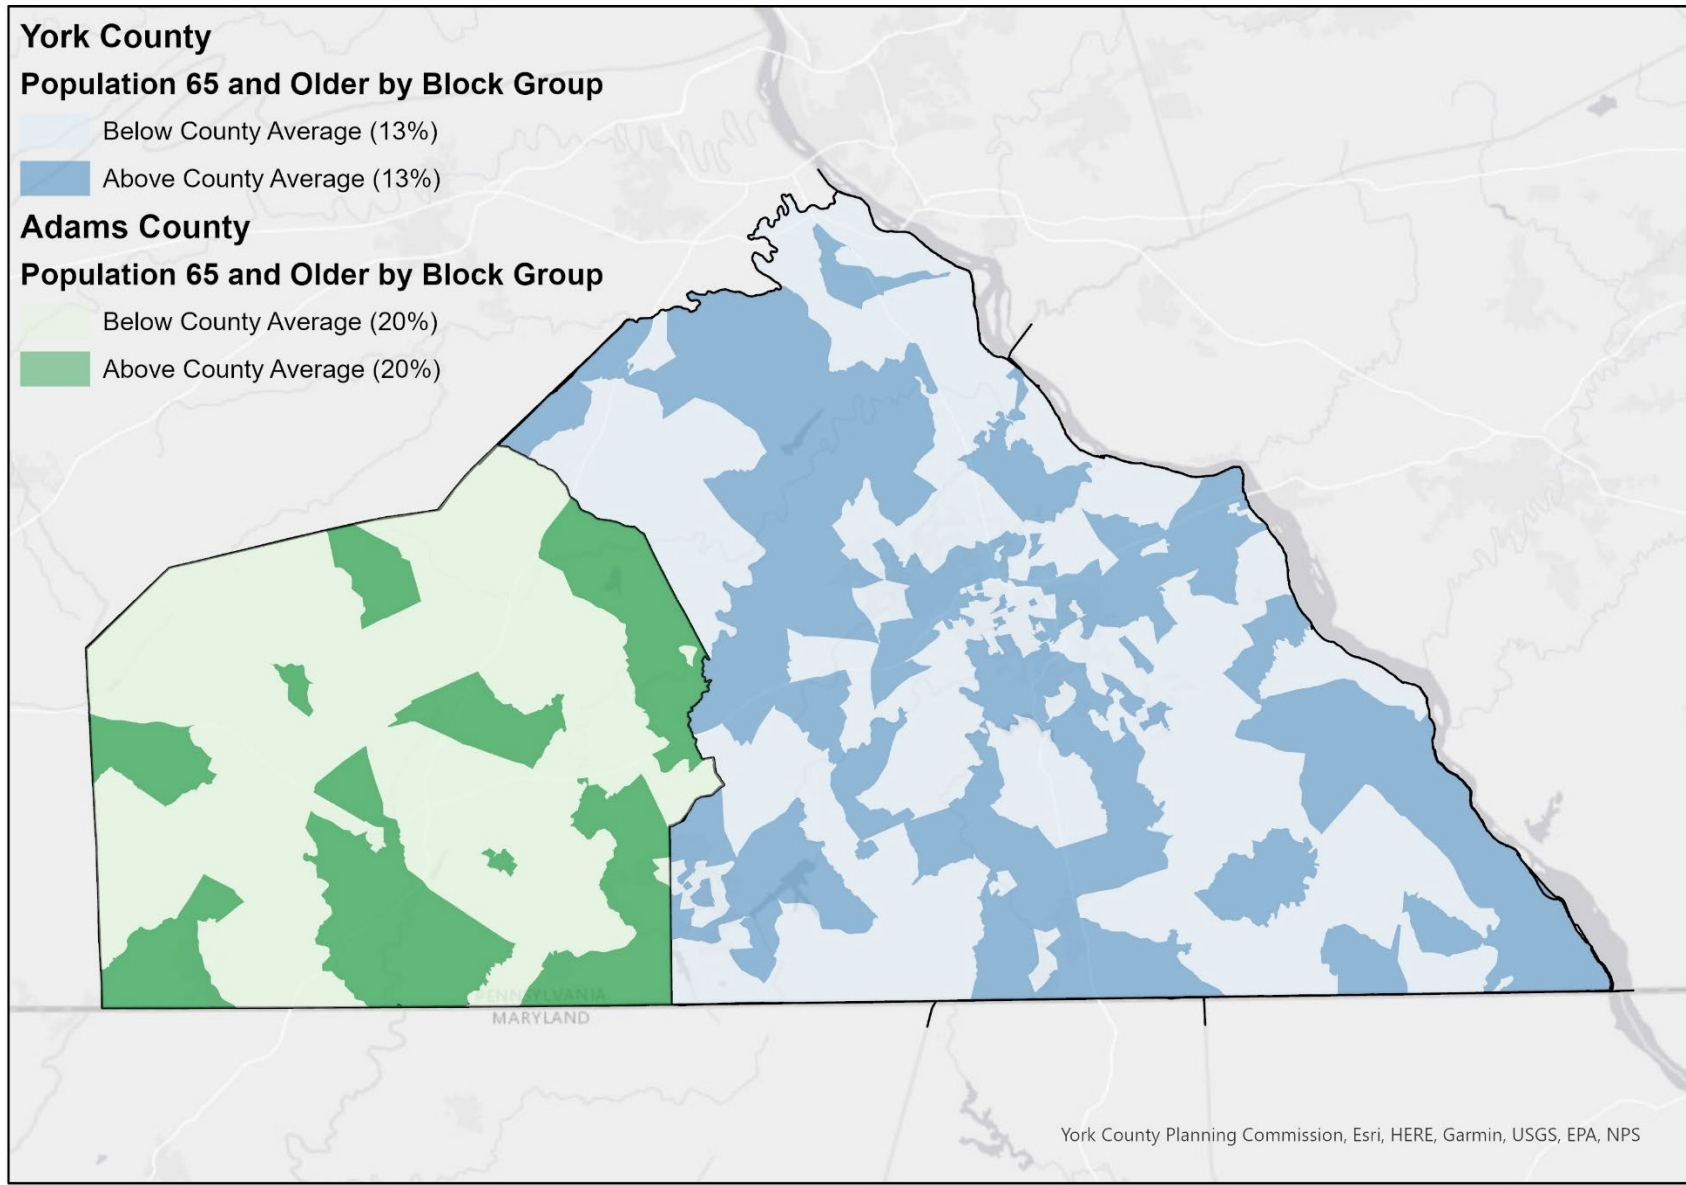 York County
Population 65 and Older by Block Group
Below County Average (13%)
Above County Average (13%)
Adams County
Population 65 and Older by Block Group
Below County Average (20%)
Above County Average (20%)
PENNSYLVANIA
MARYLAND
York County Planning Commission, Esri, HERE, Garmin, USGS, EPA, NPS